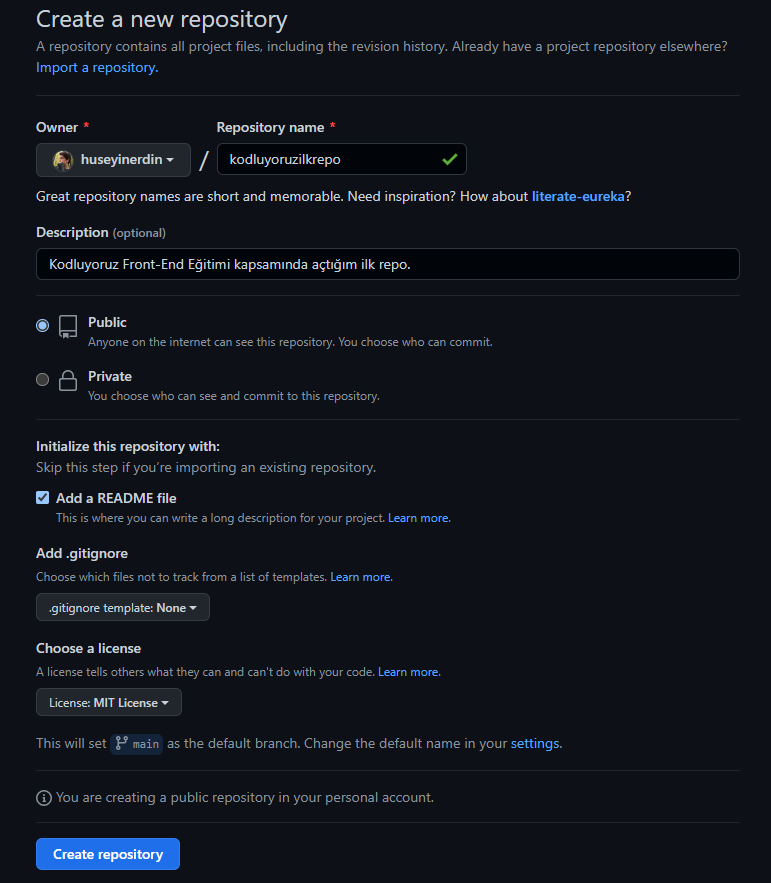 Create a new repository
A repository contains all project files, including the revision history. Already have a project repository elsewhere?
Import a repository.
Owner * Repository name *
huseyinerdin / kodluyoruzilkrepo
Great repository names are short and memorable. Need inspiration? How about literate-eureka?
Description (optional)
Kodluyoruz Front-End Eğitimi kapsamında açtığım ilk repo.
Public
Anyone on the internet can see this repository. You choose who can commit.
Private
You choose who can see and commit to this repository.
Initialize this repository with:
Skip this step if you're importing an existing repository.
Add a README file
This is where you can write a long description for your project. Learn more.
Add .gitignore
Choose which files not to track from a list of templates. Learn more.
.gitignore template: None
Choose a license
A license tells others what they can and can't do with your code. Learn more.
License: MIT License
This will set main as the default branch. Change the default name in your settings.
You are creating a public repository in your personal account.
Create repository